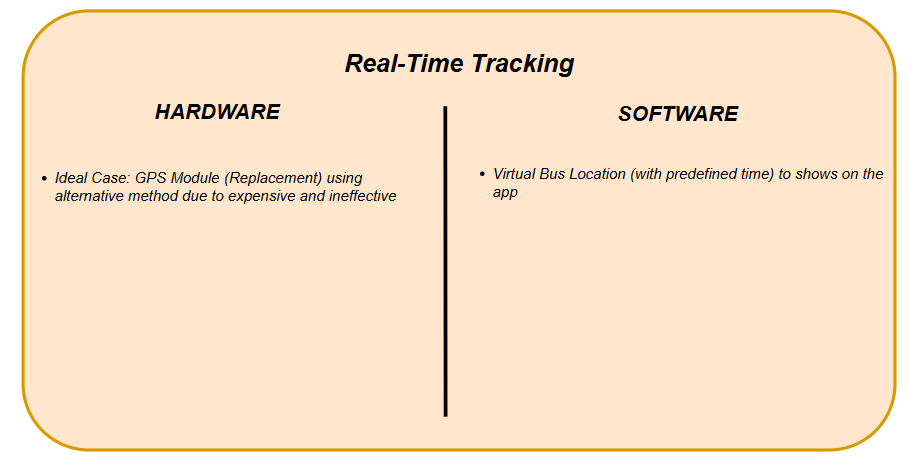 Real-Time Tracking
HARDWARE
• Ideal Case: GPS Module (Replacement) using
alternative method due to expensive and ineffective
SOFTWARE
• Virtual Bus Location (with predefined time) to shows on the
app